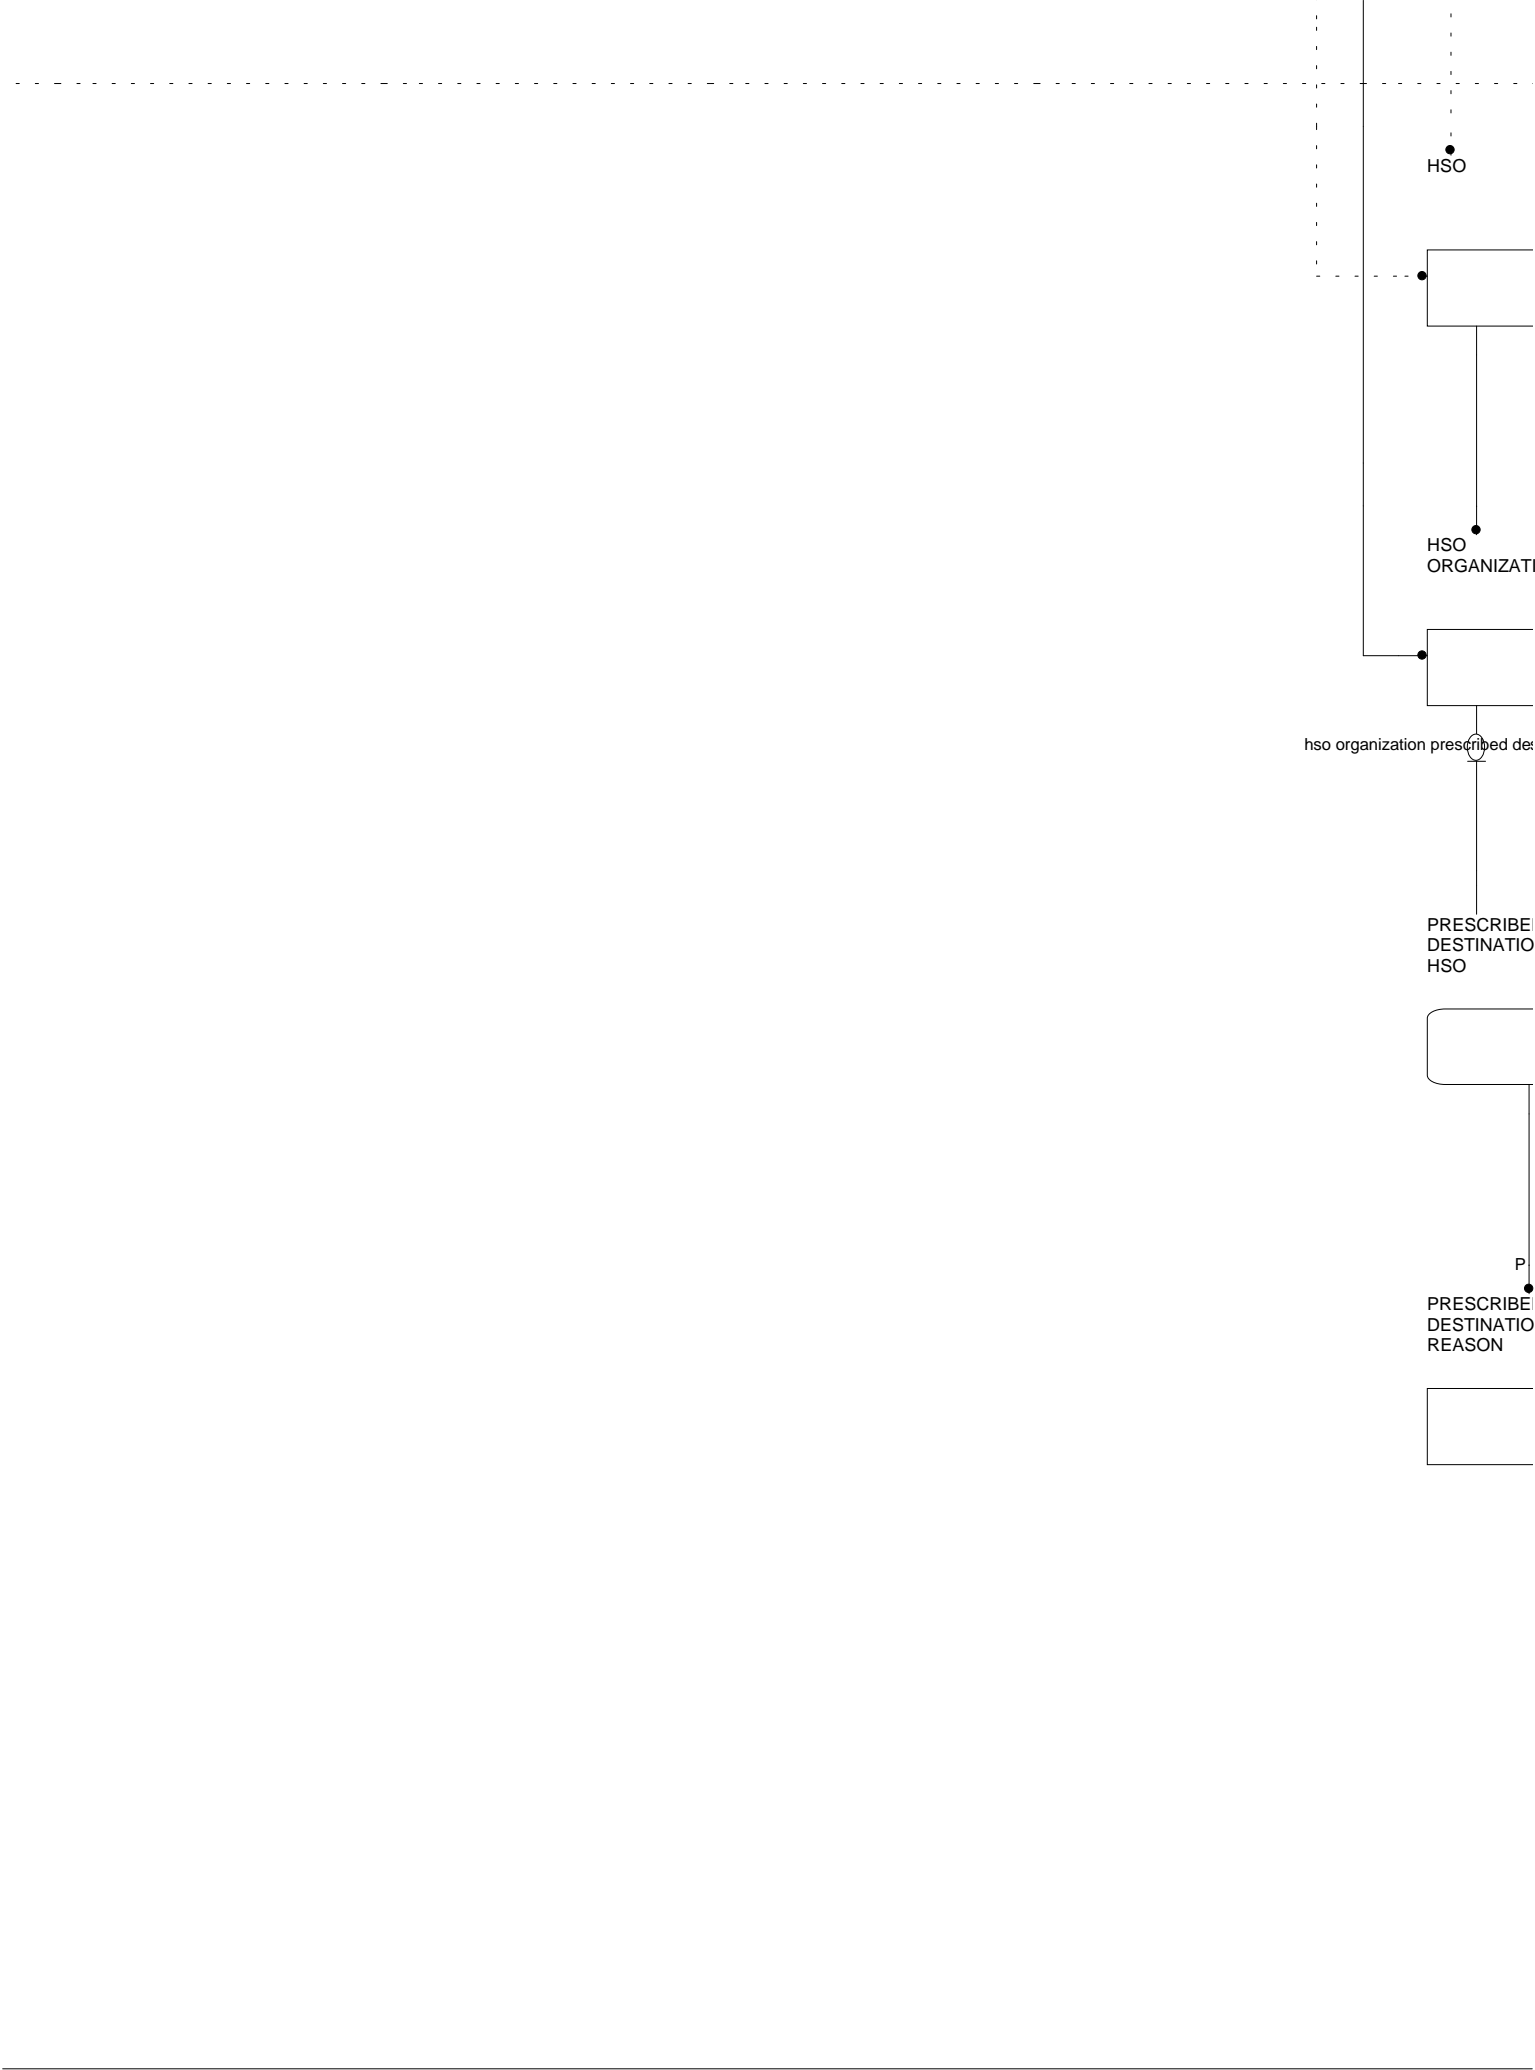 HSO
HSO
ORGANIZATI
hso organization prescribed des
PRESCRIBE
DESTINATIO
HSO
P
PRESCRIBE
DESTINATIO
REASON